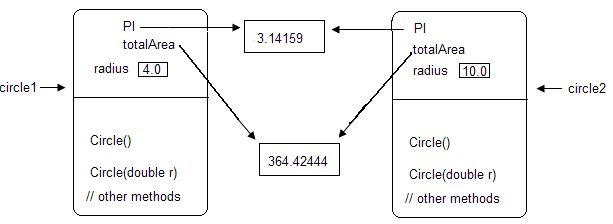 circle1
PI
totalArea
radius 4.0
Circle()
Circle(double r)
// other methods
3.14159
364.42444
PI
totalArea
radius 10.0
Circle()
Circle(double r)
// other methods
circle2